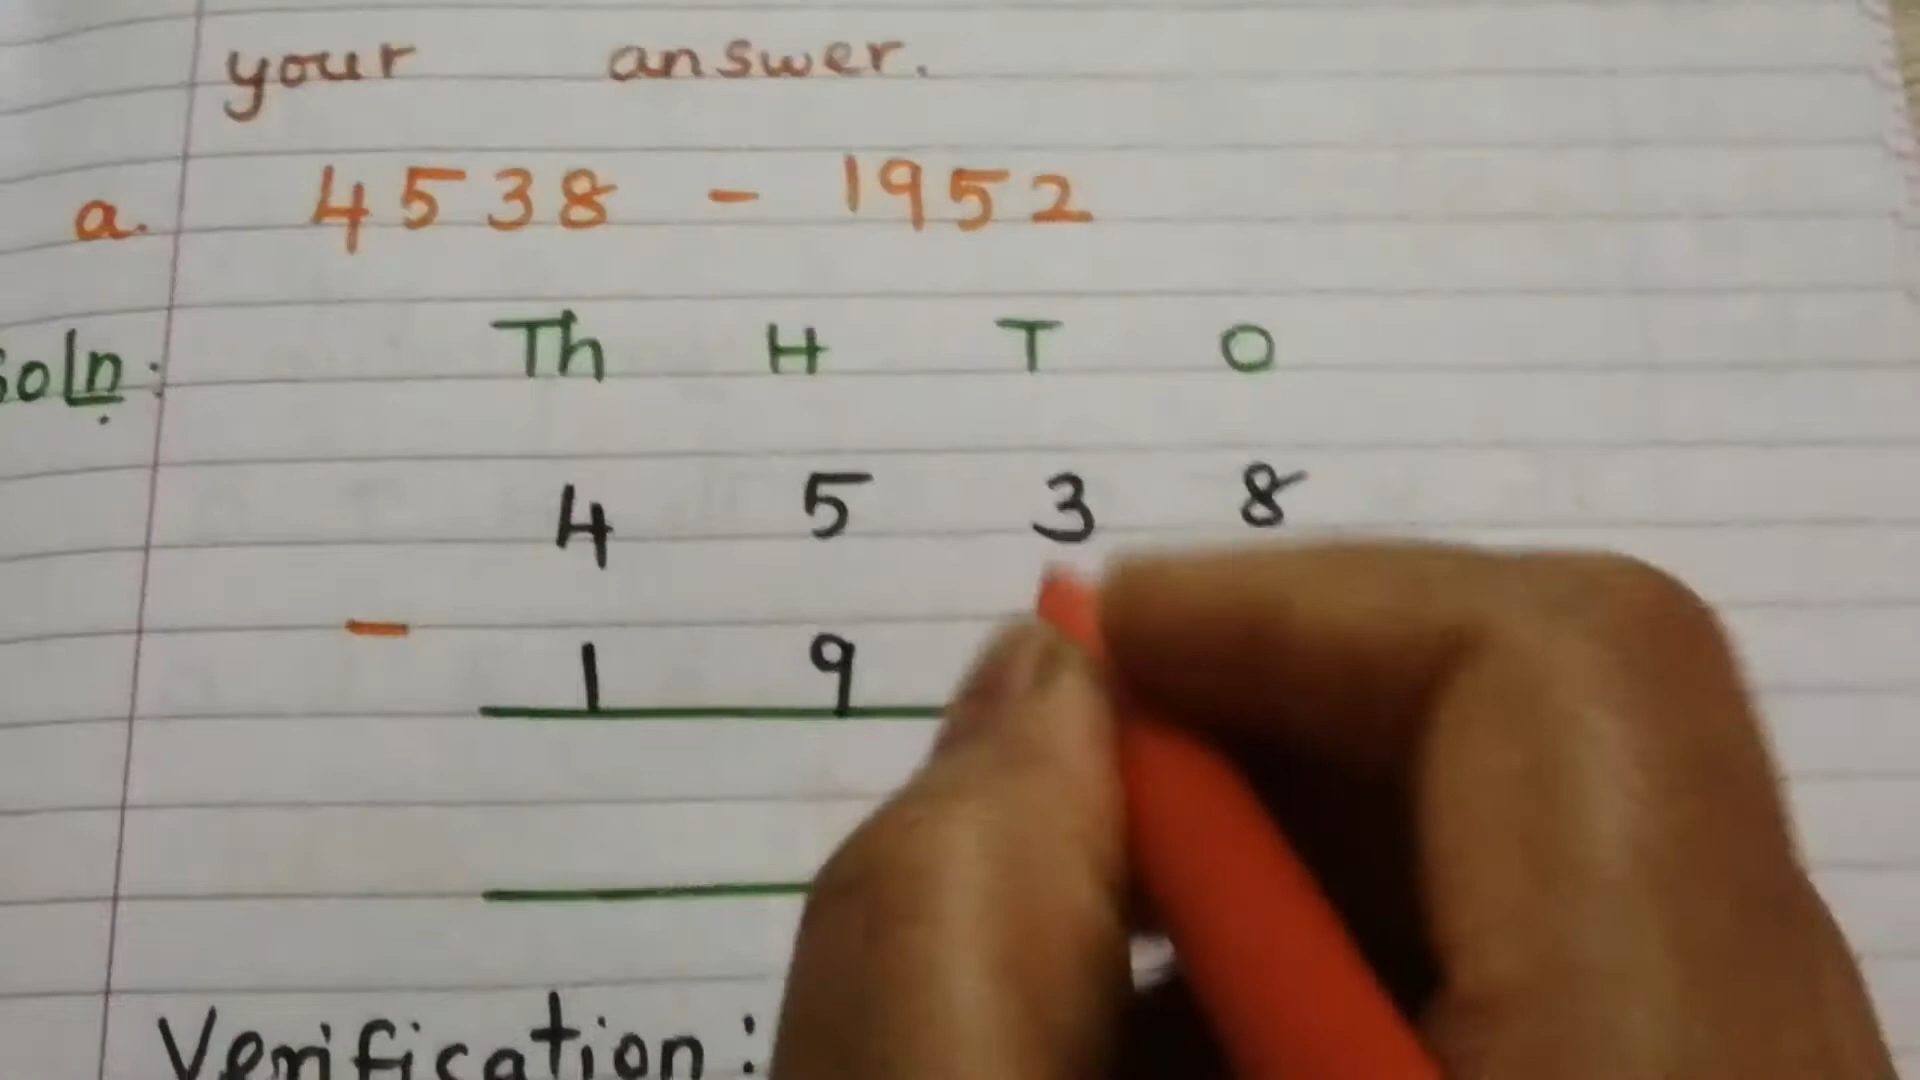 your answer.
a. 4538 - 1952
Soln:
Th H T O
4 5 3 8
- 1 9
Verification: